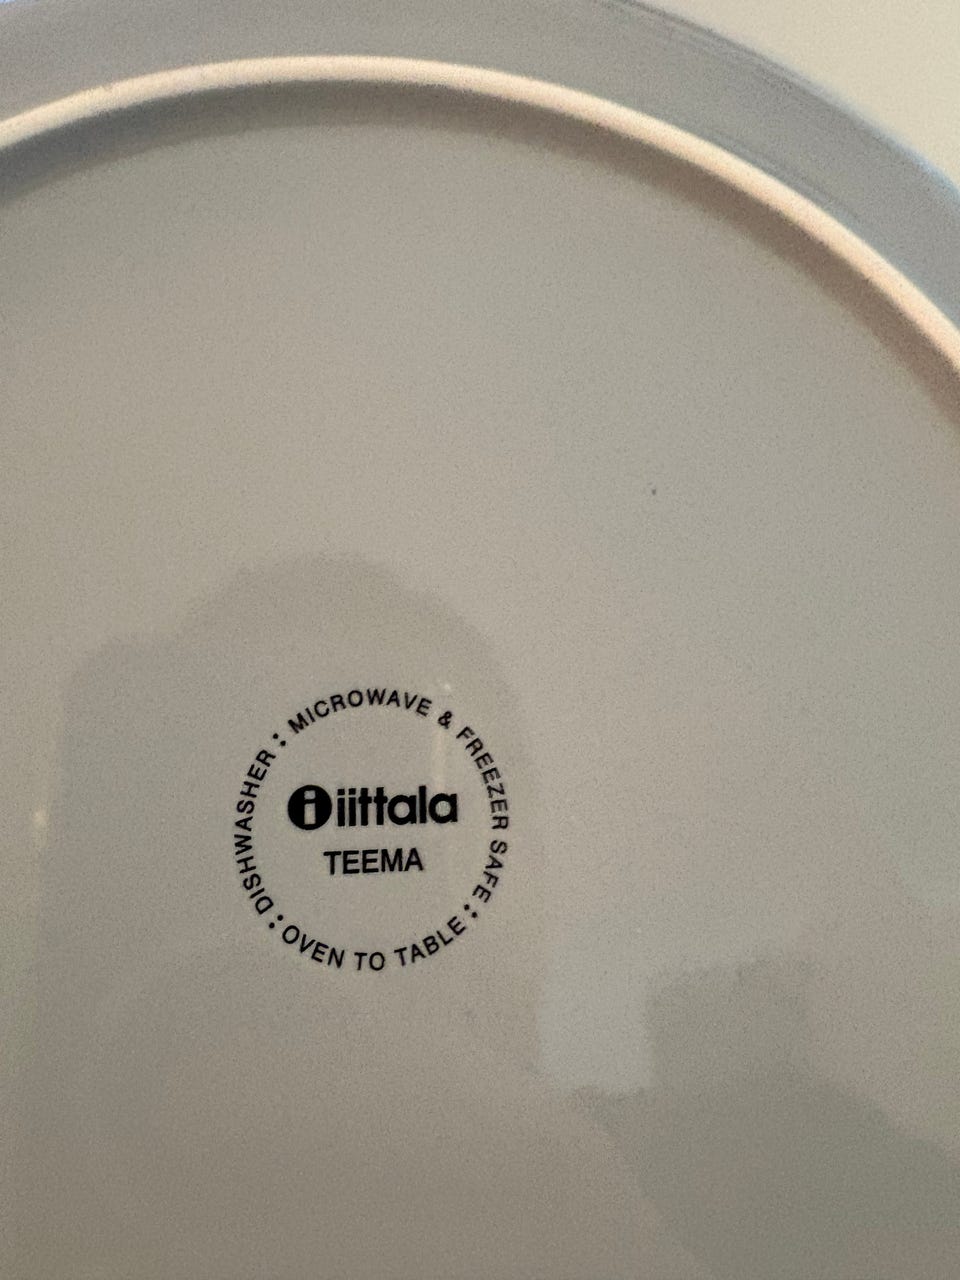 DISHWASHER : MICROWAVE & FREEZER SAFE :
i iittala
TEEMA
: OVEN TO TABLE